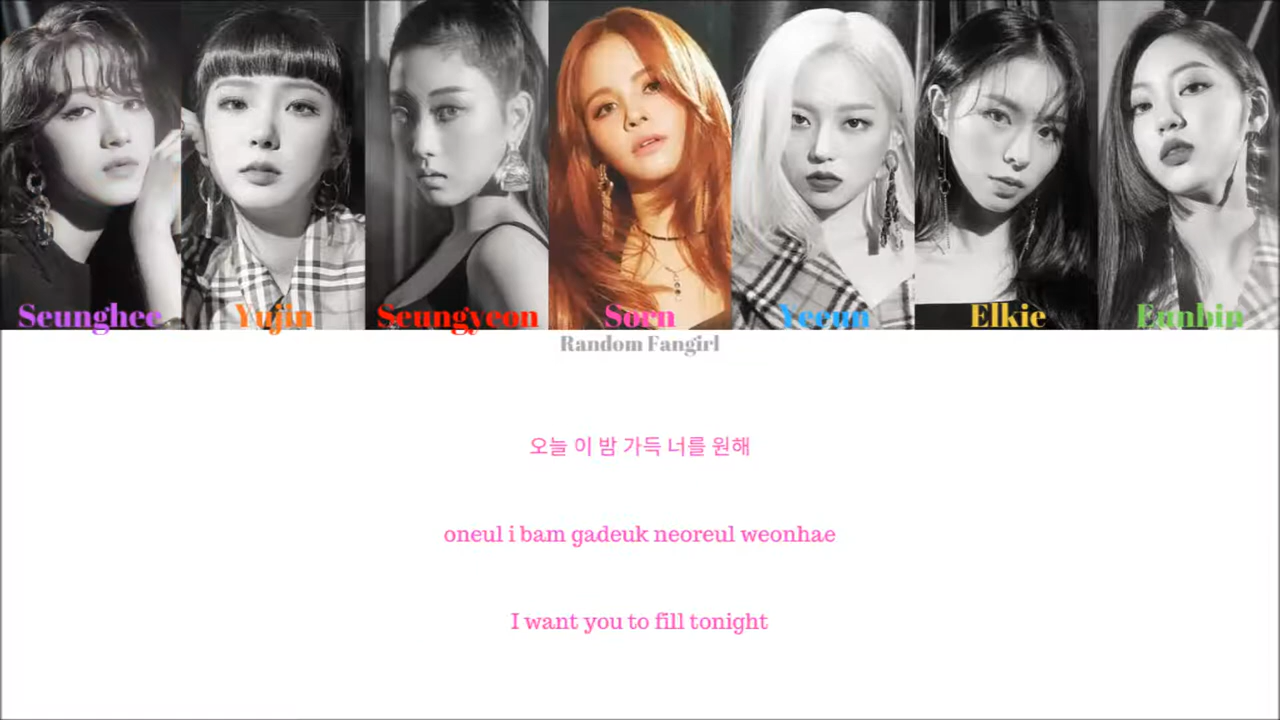 Seunghee Yujin Seungyeon Sorn Yeeun Elkie Eunbin
Random Fangirl
오늘 이 밤 가득 너를 원해
oneul i bam gadeuk neoreul weonhae
I want you to fill tonight